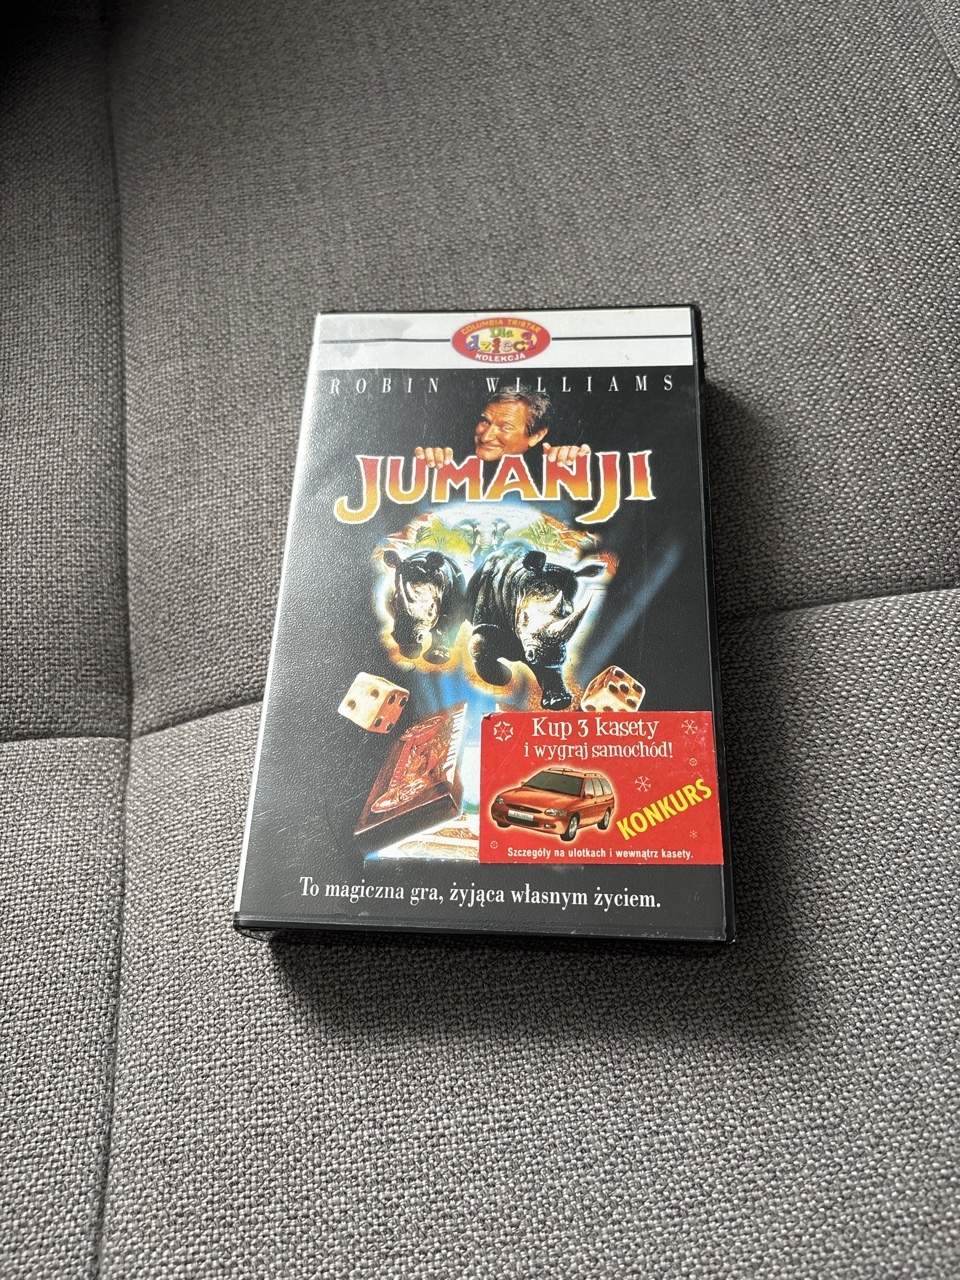 COLUMBIA TRISTAR
Dla
dzieci
KOLEKCJA
ROBIN WILLIAMS
JUMANJI
Kup 3 kasety
i wygraj samochód!
KONKURS
Szczegóły na ulotkach i wewnątrz kasety.
To magiczna gra, żyjąca własnym życiem.